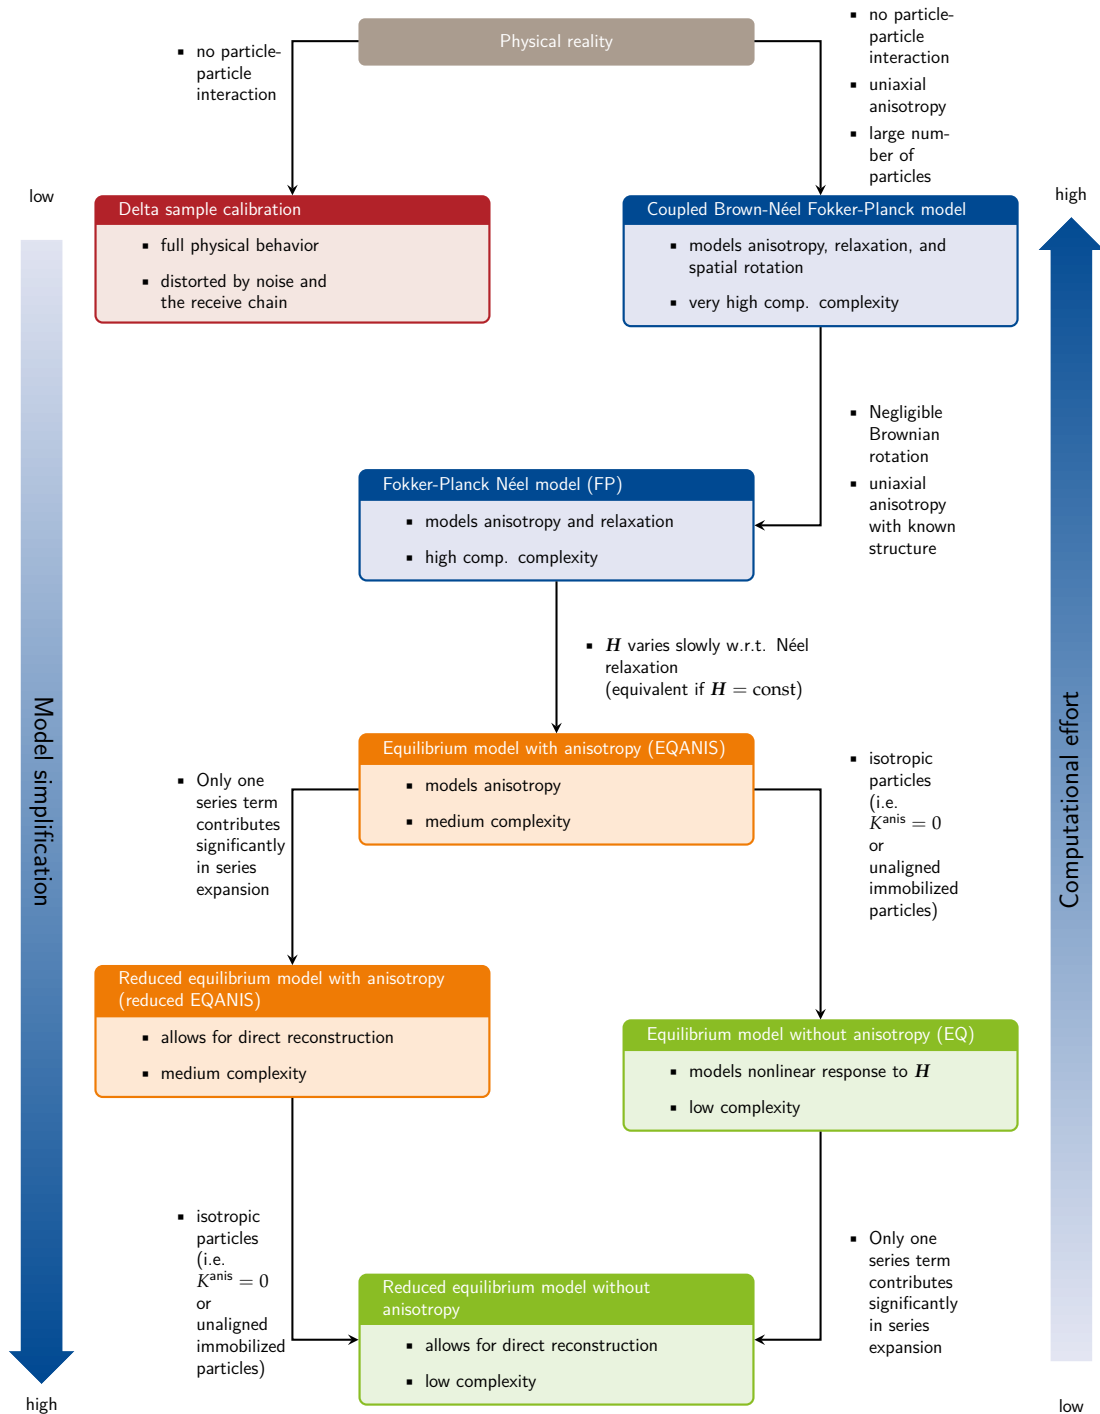 Physical reality
▪ no particle-
particle
interaction
▪ no particle-
particle
interaction
▪ uniaxial
anisotropy
▪ large num-
ber of
particles
low
high
Delta sample calibration
▪ full physical behavior
▪ distorted by noise and
the receive chain
Coupled Brown-Néel Fokker-Planck model
▪ models anisotropy, relaxation, and
spatial rotation
▪ very high comp. complexity
▪ Negligible
Brownian
rotation
▪ uniaxial
anisotropy
with known
structure
Fokker-Planck Néel model (FP)
▪ models anisotropy and relaxation
▪ high comp. complexity
▪ H varies slowly w.r.t. Néel
relaxation
(equivalent if H = const)
Model simplification
Computational effort
Equilibrium model with anisotropy (EQANIS)
▪ models anisotropy
▪ medium complexity
▪ Only one
series term
contributes
significantly
in series
expansion
▪ isotropic
particles
(i.e.
K^anis = 0
or
unaligned
immobilized
particles)
Reduced equilibrium model with anisotropy
(reduced EQANIS)
▪ allows for direct reconstruction
▪ medium complexity
Equilibrium model without anisotropy (EQ)
▪ models nonlinear response to H
▪ low complexity
▪ isotropic
particles
(i.e.
K^anis = 0
or
unaligned
immobilized
particles)
▪ Only one
series term
contributes
significantly
in series
expansion
Reduced equilibrium model without
anisotropy
▪ allows for direct reconstruction
▪ low complexity
high
low